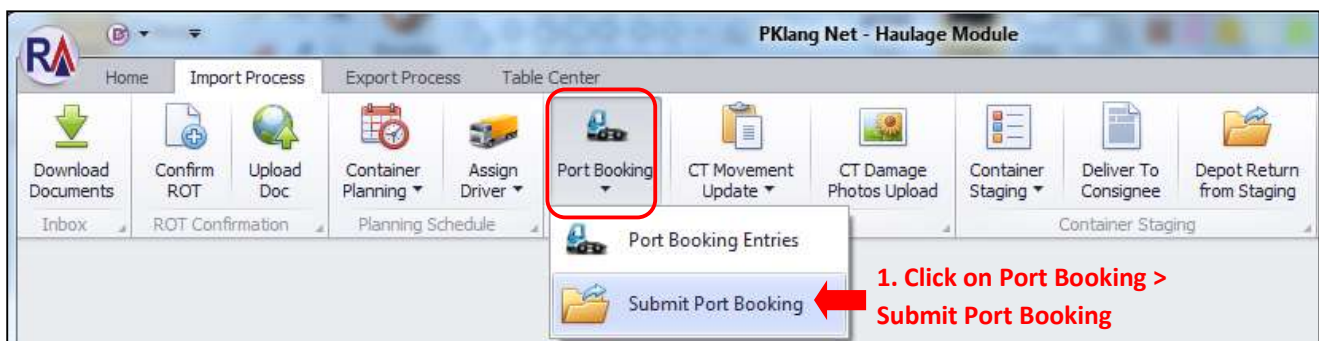 PKlang Net - Haulage Module
RA
Home Import Process Export Process Table Center
Download Documents
Confirm ROT
Upload Doc
Container Planning
Assign Driver
Port Booking
CT Movement Update
CT Damage Photos Upload
Container Staging
Deliver To Consignee
Depot Return from Staging
Inbox ROT Confirmation Planning Schedule Container Staging
Port Booking Entries
Submit Port Booking
1. Click on Port Booking >
Submit Port Booking